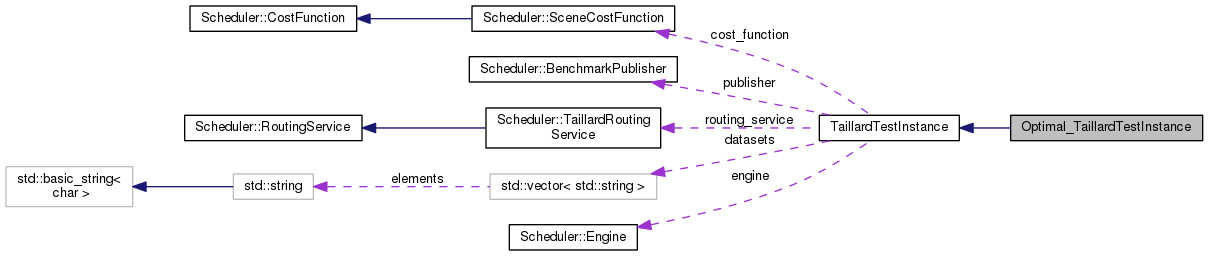 Scheduler::CostFunction
Scheduler::SceneCostFunction
cost_function
Scheduler::BenchmarkPublisher
publisher
Scheduler::RoutingService
Scheduler::TaillardRouting
Service
routing_service
TaillardTestInstance
Optimal_TaillardTestInstance
datasets
std::basic_string<
char >
std::string
elements
std::vector< std::string >
engine
Scheduler::Engine